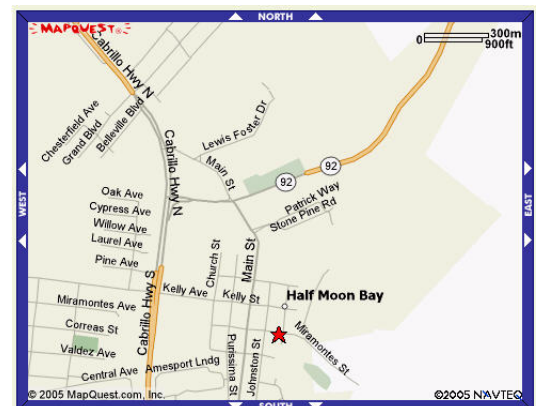 NORTH
MAPQUEST
300m
0
900ft
Cabrillo Hwy N
Chesterfield Ave
Grand Blvd
Belleville Blvd
Lewis Foster Dr
Main St
Cabrillo Hwy N
92
92
Oak Ave
Cypress Ave
Willow Ave
Laurel Ave
Patrick Way
Stone Pine Rd
WEST
EAST
Pine Ave
Church St
Main St
Cabrillo Hwy S
Kelly Ave
Kelly St
Half Moon Bay
Miramontes Ave
Correas St
Valdez Ave
Purissima St
Johnston St
Miramontes St
Central Ave
Amesport Lndg
© 2005 MapQuest.com, Inc.
©2005 NAVTEQ
SOUTH